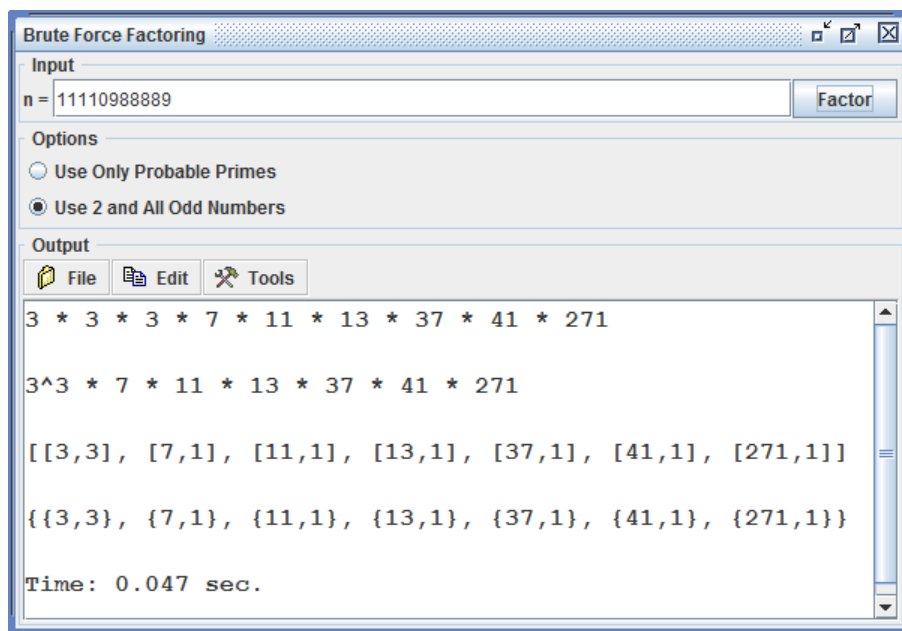 Brute Force Factoring
Input
n = 11110988889 Factor
Options
Use Only Probable Primes
Use 2 and All Odd Numbers
Output
File Edit Tools
3 * 3 * 3 * 7 * 11 * 13 * 37 * 41 * 271
3^3 * 7 * 11 * 13 * 37 * 41 * 271
[[3,3], [7,1], [11,1], [13,1], [37,1], [41,1], [271,1]]
{{3,3}, {7,1}, {11,1}, {13,1}, {37,1}, {41,1}, {271,1}}
Time: 0.047 sec.